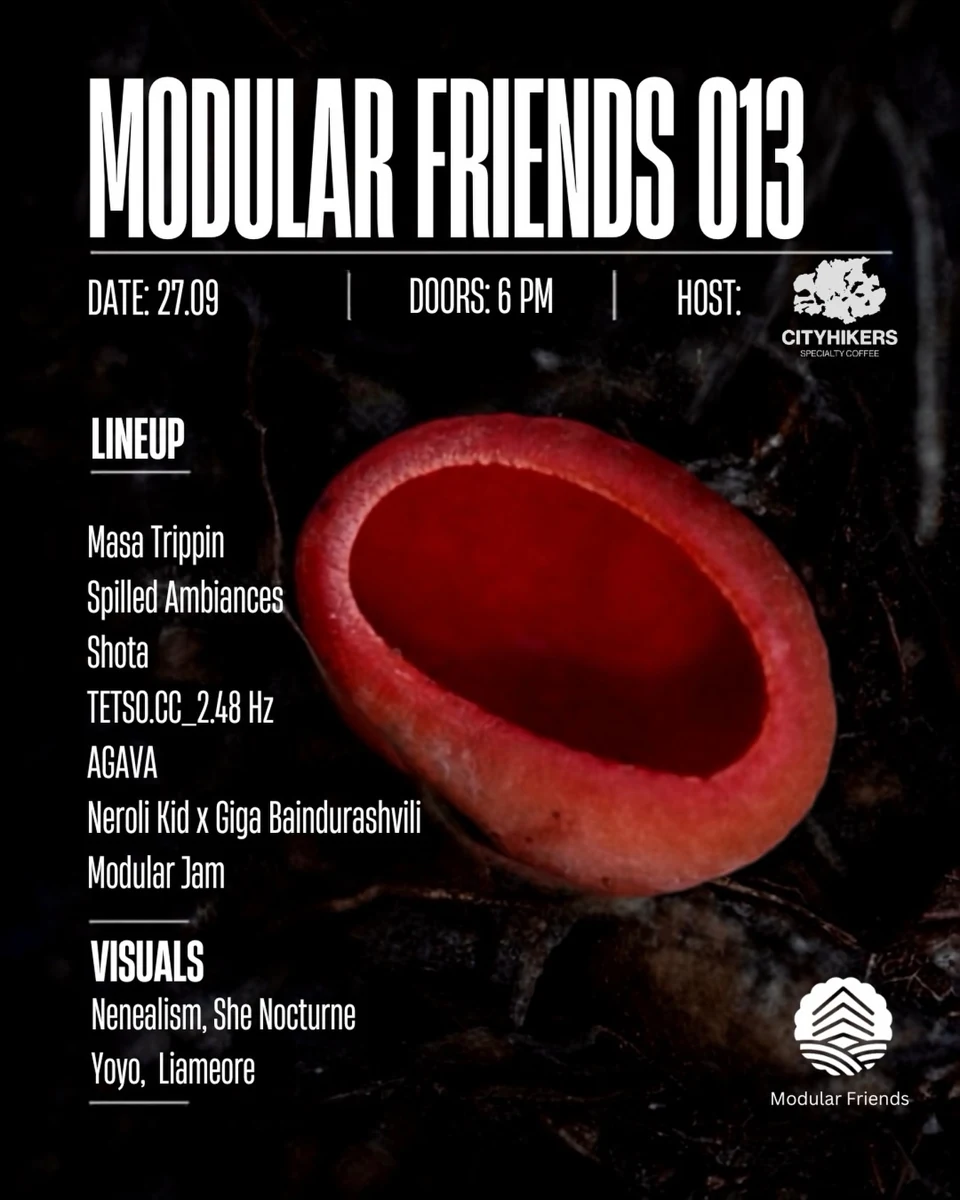 MODULAR FRIENDS 013
DATE: 27.09
DOORS: 6 PM
HOST:
CITYHIKERS
SPECIALTY COFFEE
LINEUP
Masa Trippin
Spilled Ambiances
Shota
TETSO.CC_2.48 Hz
AGAVA
Neroli Kid x Giga Baindurashvili
Modular Jam
VISUALS
Nenealism, She Nocturne
Yoyo, Liameore
Modular Friends